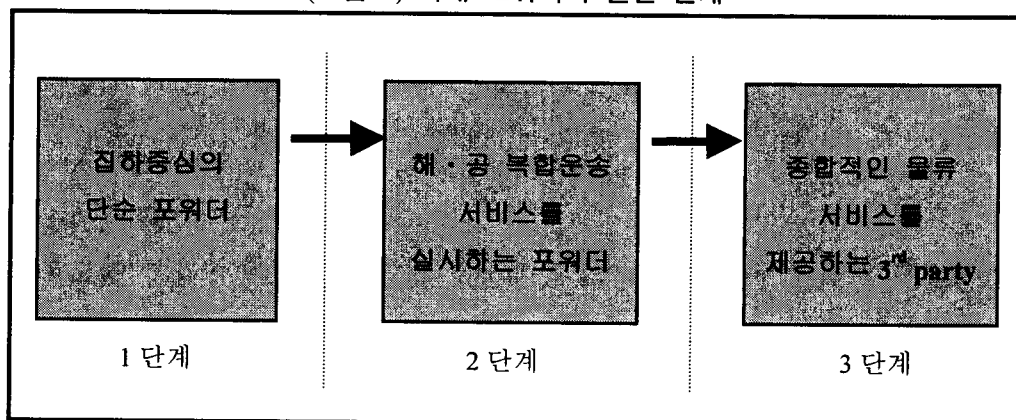 집하중심의
단순 포워더
해 · 공 복합운송
서비스를
실시하는 포워더
종합적인 물류
서비스를
제공하는 3rd party
1 단계
2 단계
3 단계